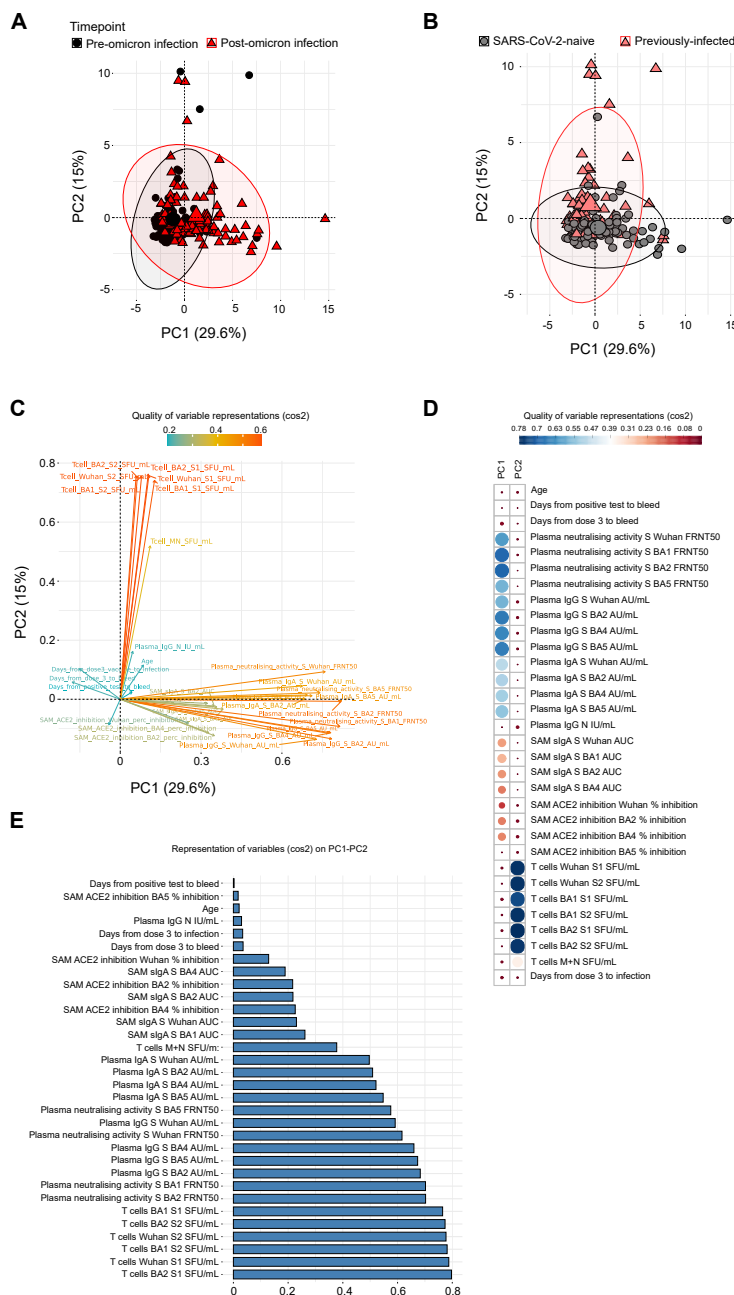 A
Timepoint
Pre-omicron infection
Post-omicron infection
10
5
0
-5
PC2 (15%)
-5
0
5
10
15
PC1 (29.6%)
B
SARS-CoV-2-naive
Previously-infected
10
5
0
-5
PC2 (15%)
-5
0
5
10
15
PC1 (29.6%)
C
Quality of variable representations (cos2)
0.2
0.4
0.6
0.8
0.6
0.4
0.2
0
PC2 (15%)
Tcell_BA2_S2_SFU_mL
Tcell_BA2_S1_SFU_mL
Tcell_Wuhan_S1_SFU_mL
Tcell_BA1_S2_SFU_mL
Tcell_BA1_S1_SFU_mL
Tcell_MN_SFU_mL
Plasma_IgG_N_IU_mL
Age
Plasma_neutralising_activity_S_Wuhan_FRNT50
Plasma_IgA_S_Wuhan_AU_mL
Plasma_neutralising_activity_S_BA2_FRNT50
Plasma_neutralising_activity_S_BA1_FRNT50
SAM_ACE2_inhibition_BA4_perc_inhibition
SAM_ACE2_inhibition_BA2_perc_inhibition
Plasma_IgG_S_Wuhan_AU_mL
Plasma_IgG_S_BA2_AU_mL
0
0.3
0.6
PC1 (29.6%)
D
Quality of variable representations (cos2)
0.78
0.7
0.63
0.55
0.47
0.39
0.31
0.23
0.16
0.08
0
PC1
PC2
Age
Days from positive test to bleed
Days from dose 3 to bleed
Plasma neutralising activity S Wuhan FRNT50
Plasma neutralising activity S BA1 FRNT50
Plasma neutralising activity S BA2 FRNT50
Plasma neutralising activity S BA5 FRNT50
Plasma IgG S Wuhan AU/mL
Plasma IgG S BA2 AU/mL
Plasma IgG S BA4 AU/mL
Plasma IgG S BA5 AU/mL
Plasma IgA S Wuhan AU/mL
Plasma IgA S BA2 AU/mL
Plasma IgA S BA4 AU/mL
Plasma IgA S BA5 AU/mL
Plasma IgG N IU/mL
SAM sIgA S Wuhan AUC
SAM sIgA S BA1 AUC
SAM sIgA S BA2 AUC
SAM sIgA S BA4 AUC
SAM ACE2 inhibition Wuhan % inhibition
SAM ACE2 inhibition BA2 % inhibition
SAM ACE2 inhibition BA4 % inhibition
SAM ACE2 inhibition BA5 % inhibition
T cells Wuhan S1 SFU/mL
T cells Wuhan S2 SFU/mL
T cells BA1 S1 SFU/mL
T cells BA1 S2 SFU/mL
T cells BA2 S1 SFU/mL
T cells BA2 S2 SFU/mL
T cells M+N SFU/mL
Days from dose 3 to infection
E
Representation of variables (cos2) on PC1-PC2
Days from positive test to bleed
SAM ACE2 inhibition BA5 % inhibition
Age
Plasma IgG N IU/mL
Days from dose 3 to infection
Days from dose 3 to bleed
SAM ACE2 inhibition Wuhan % inhibition
SAM sIgA S BA4 AUC
SAM ACE2 inhibition BA2 % inhibition
SAM sIgA S BA2 AUC
SAM ACE2 inhibition BA4 % inhibition
SAM sIgA S Wuhan AUC
SAM sIgA S BA1 AUC
T cells M+N SFU/m:
Plasma IgA S Wuhan AU/mL
Plasma IgA S BA2 AU/mL
Plasma IgA S BA4 AU/mL
Plasma IgA S BA5 AU/mL
Plasma neutralising activity S BA5 FRNT50
Plasma IgG S Wuhan AU/mL
Plasma neutralising activity S Wuhan FRNT50
Plasma IgG S BA4 AU/mL
Plasma IgG S BA5 AU/mL
Plasma IgG S BA2 AU/mL
Plasma neutralising activity S BA1 FRNT50
Plasma neutralising activity S BA2 FRNT50
T cells BA1 S1 SFU/mL
T cells BA2 S2 SFU/mL
T cells Wuhan S2 SFU/mL
T cells BA1 S2 SFU/mL
T cells Wuhan S1 SFU/mL
T cells BA2 S1 SFU/mL
0
0.2
0.4
0.6
0.8